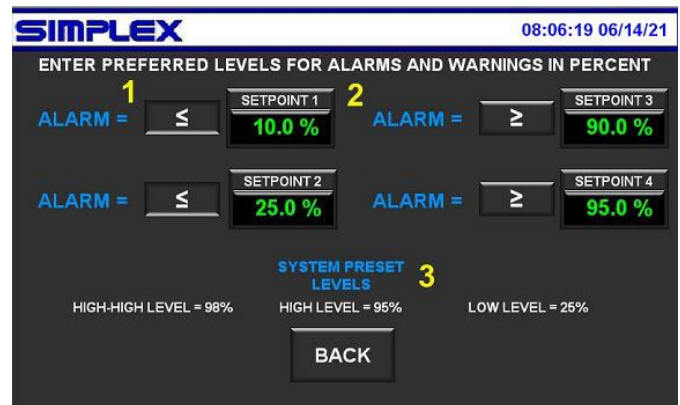 SIMPLEX 08:06:19 06/14/21
ENTER PREFERRED LEVELS FOR ALARMS AND WARNINGS IN PERCENT
1 2
SETPOINT 1 SETPOINT 3
ALARM = ≤ 10.0 % ALARM = ≥ 90.0 %
SETPOINT 2 SETPOINT 4
ALARM = ≤ 25.0 % ALARM = ≥ 95.0 %
SYSTEM PRESET
LEVELS 3
HIGH-HIGH LEVEL = 98% HIGH LEVEL = 95% LOW LEVEL = 25%
BACK